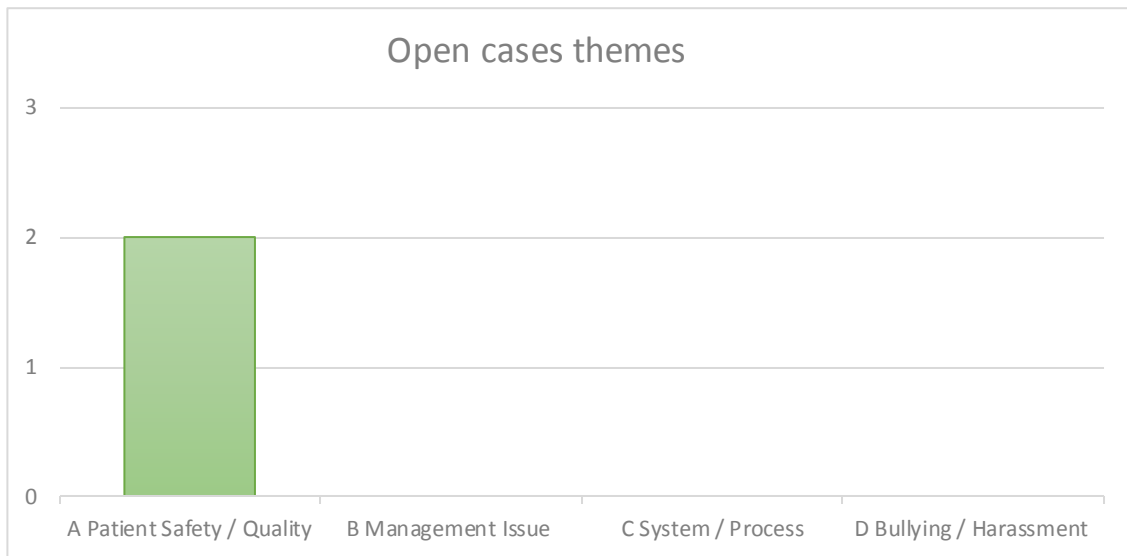 Open cases themes
3
2
1
0
A Patient Safety / Quality B Management Issue C System / Process D Bullying / Harassment